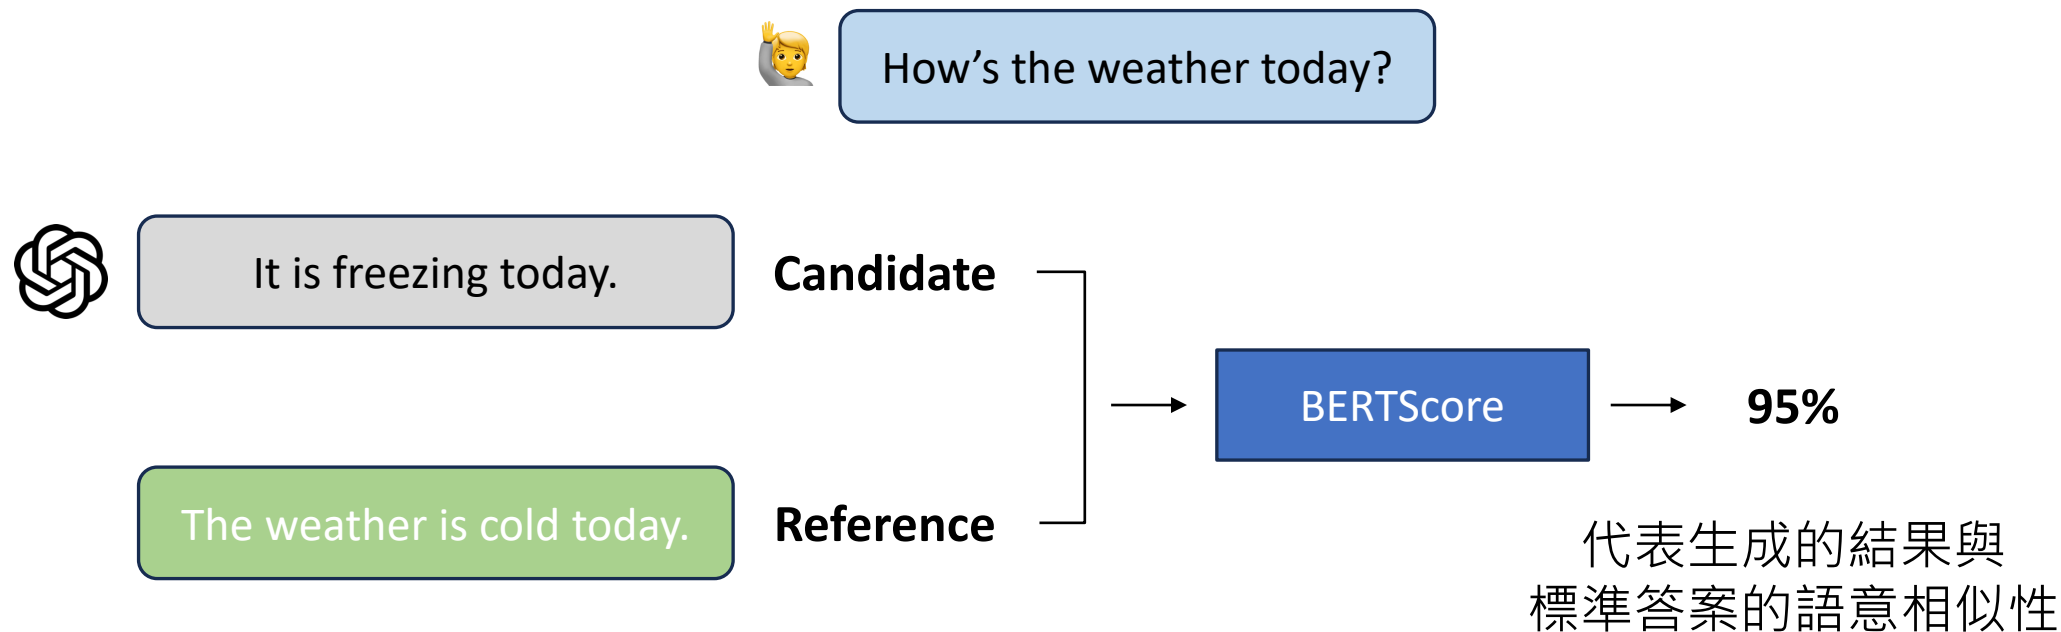 How’s the weather today?
It is freezing today.
Candidate
BERTScore
95%
The weather is cold today.
Reference
代表生成的結果與
標準答案的語意相似性